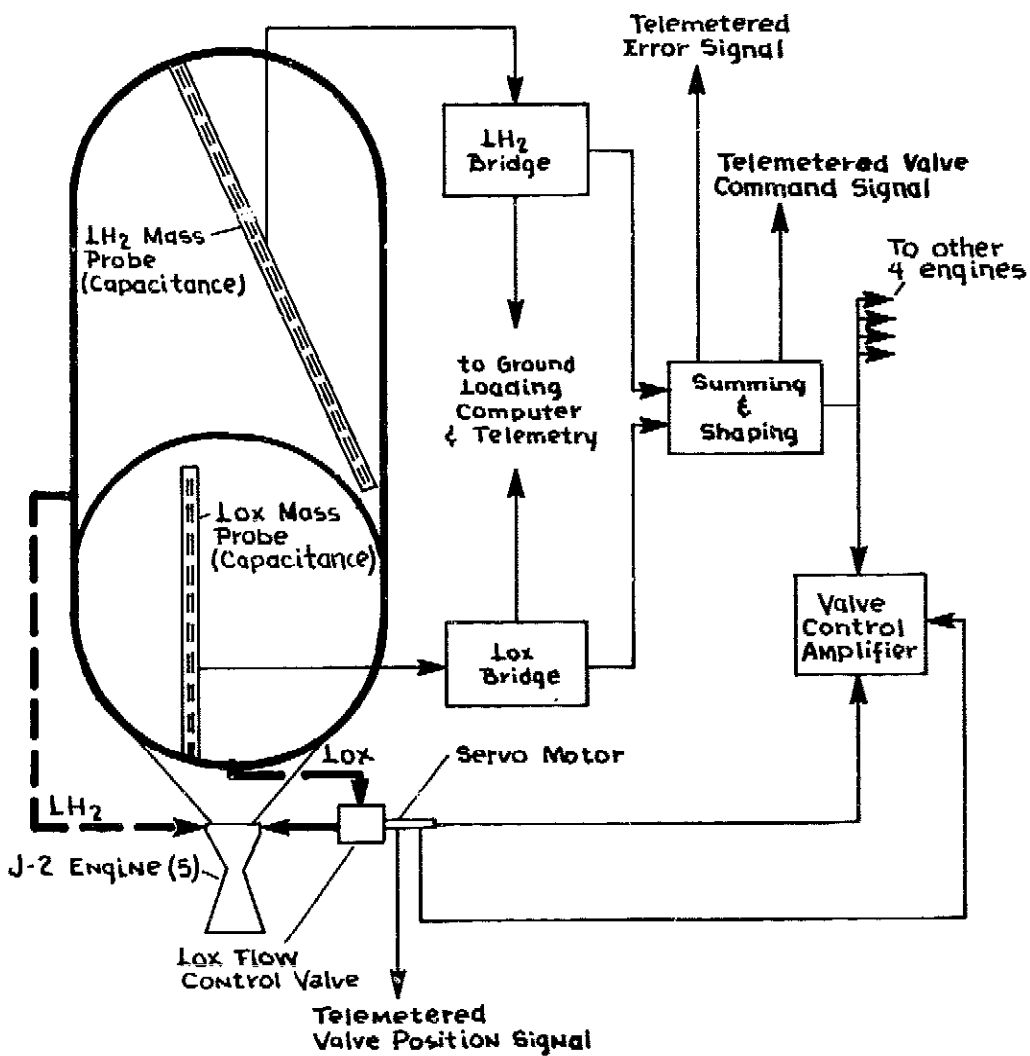 Telemetered
Error Signal
LH2
Bridge
Telemetered Valve
Command Signal
LH2 Mass
Probe
(Capacitance)
To other
4 engines
to Ground
Loading
Computer
& Telemetry
Summing
&
Shaping
Lox Mass
Probe
(Capacitance)
Valve
Control
Amplifier
Lox
Bridge
Lox
Servo Motor
LH2
J-2 Engine (5)
Lox Flow
Control Valve
Telemetered
Valve Position Signal